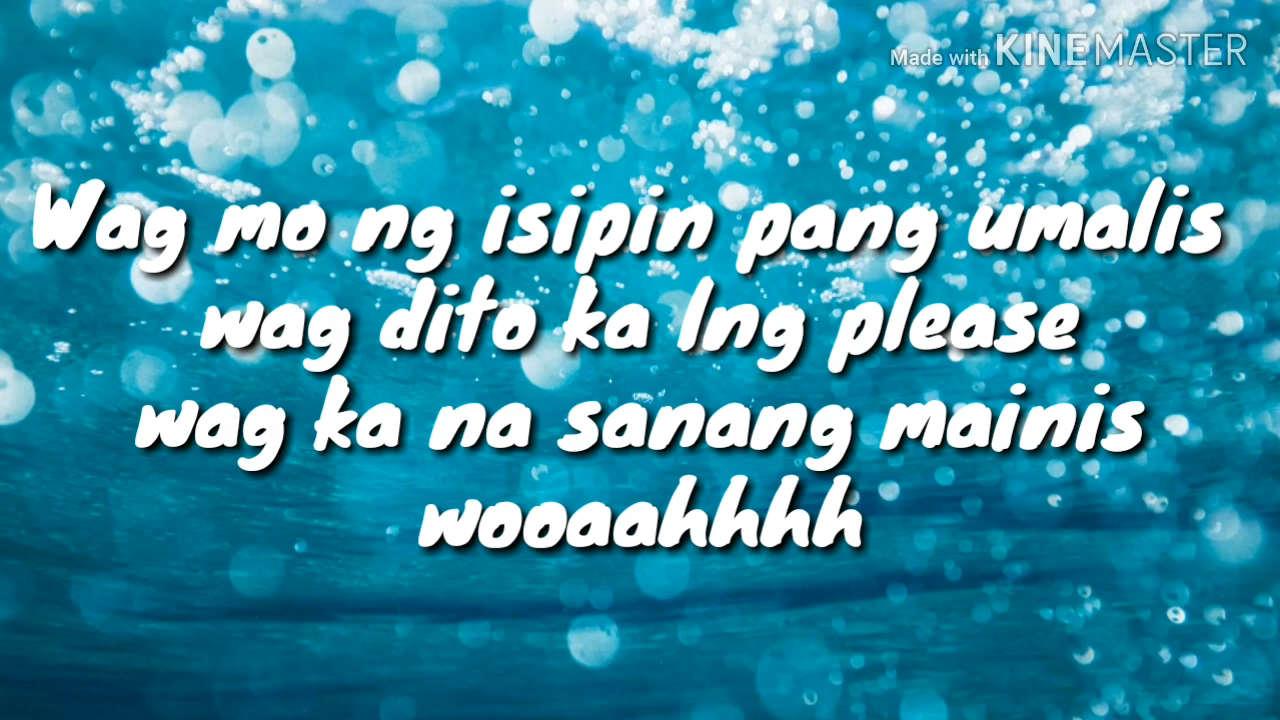 Made with KINEMASTER
Wag mo ng isipin pang umalis
wag dito ka lng please
wag ka na sanang mainis
wooaahhhh